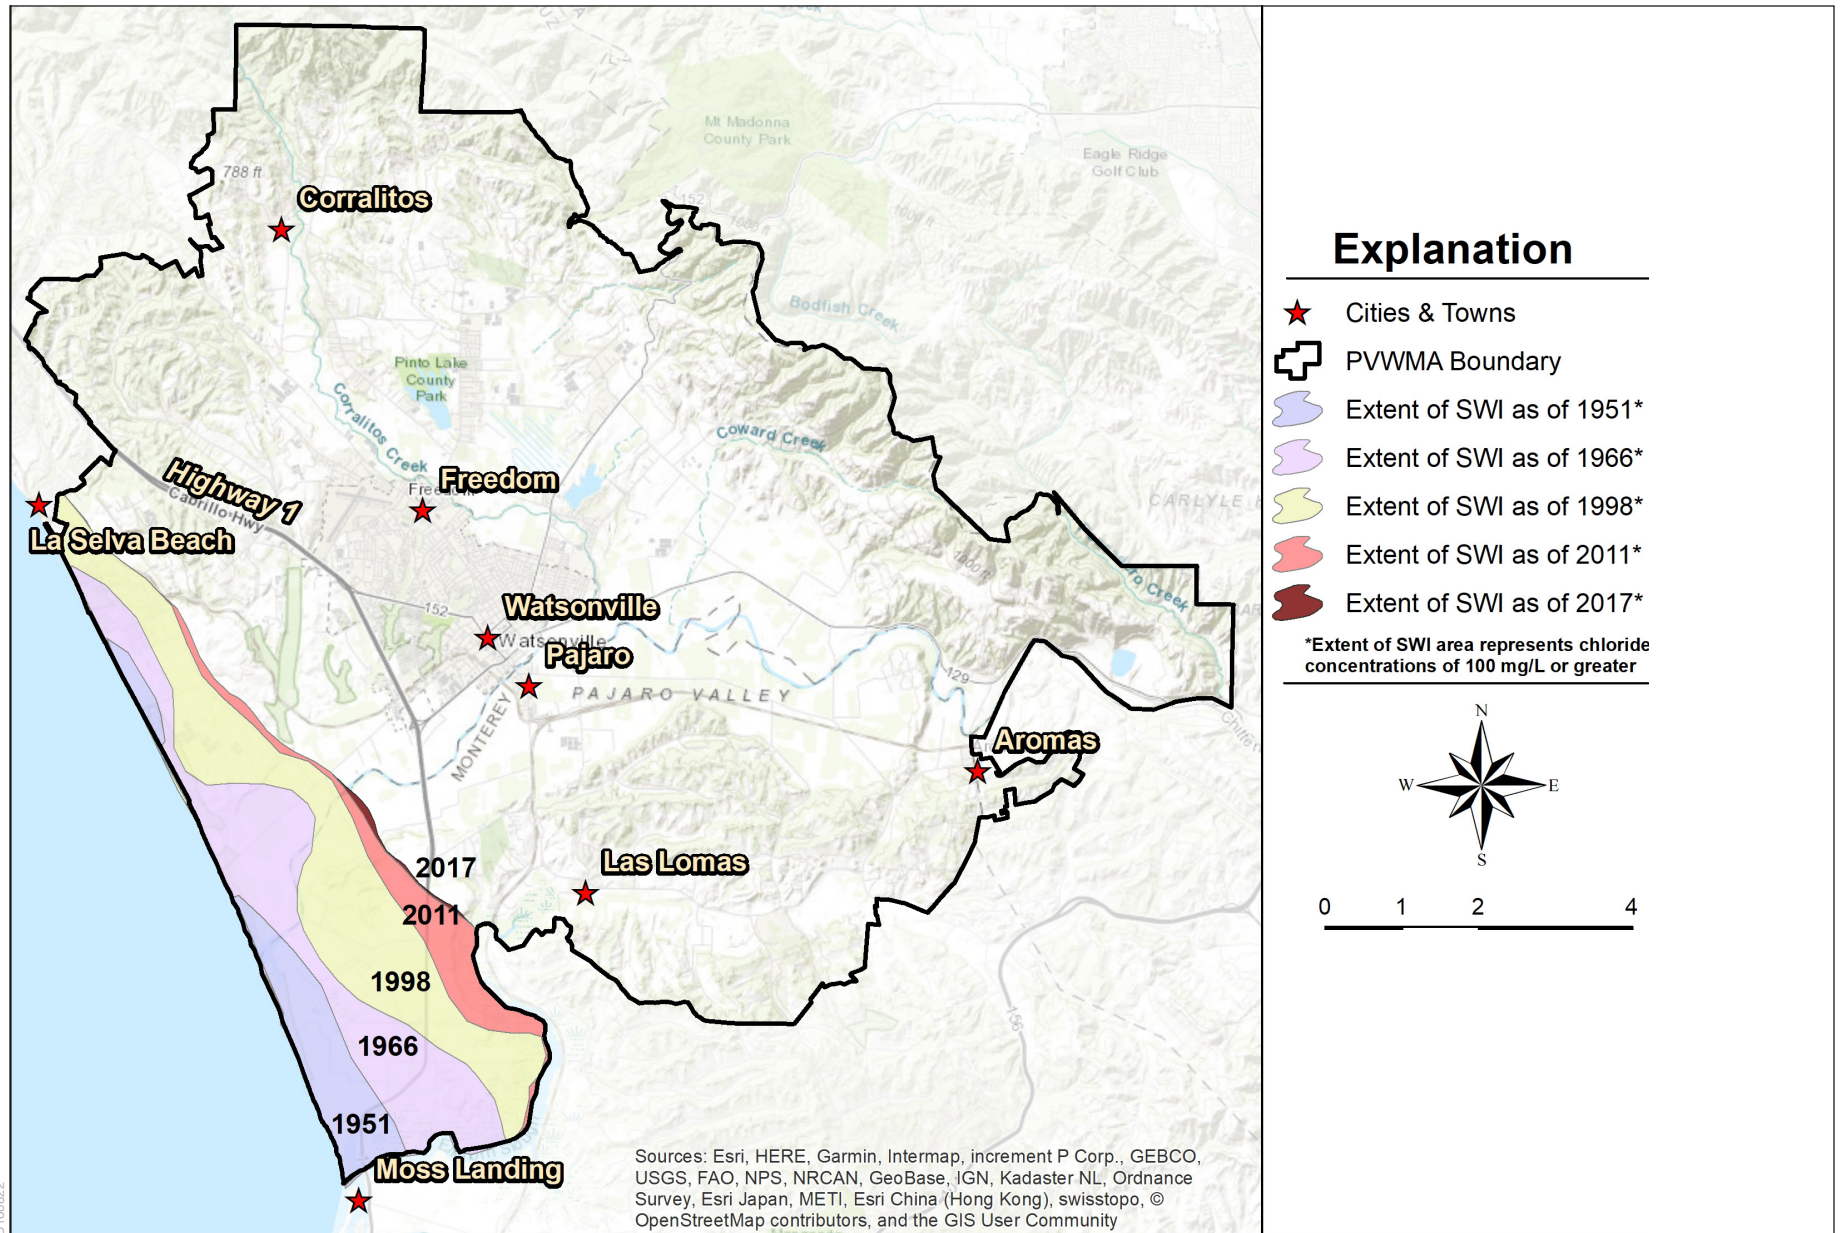 Mt Madonna
County Park
Eagle Ridge
Golf Club
788 ft
Corralitos
152
Bodfish Creek
Pinto Lake
County
Park
Corralitos Creek
Coward Creek
Highway 1
Cabrillo Hwy
Freedom
La Selva Beach
1000 ft
152
Watsonville
Watsonville
Pajaro
PAJARO VALLEY
MONTEREY
129
Aromas
Las Lomas
2017
2011
1998
1966
1951
156
Moss Landing
Sources: Esri, HERE, Garmin, Intermap, increment P Corp., GEBCO,
USGS, FAO, NPS, NRCAN, GeoBase, IGN, Kadaster NL, Ordnance
Survey, Esri Japan, METI, Esri China (Hong Kong), swisstopo, ©
OpenStreetMap contributors, and the GIS User Community
Explanation
Cities & Towns
PVWMA Boundary
Extent of SWI as of 1951*
Extent of SWI as of 1966*
Extent of SWI as of 1998*
Extent of SWI as of 2011*
Extent of SWI as of 2017*
*Extent of SWI area represents chloride
concentrations of 100 mg/L or greater
N
W E
S
0 1 2 4